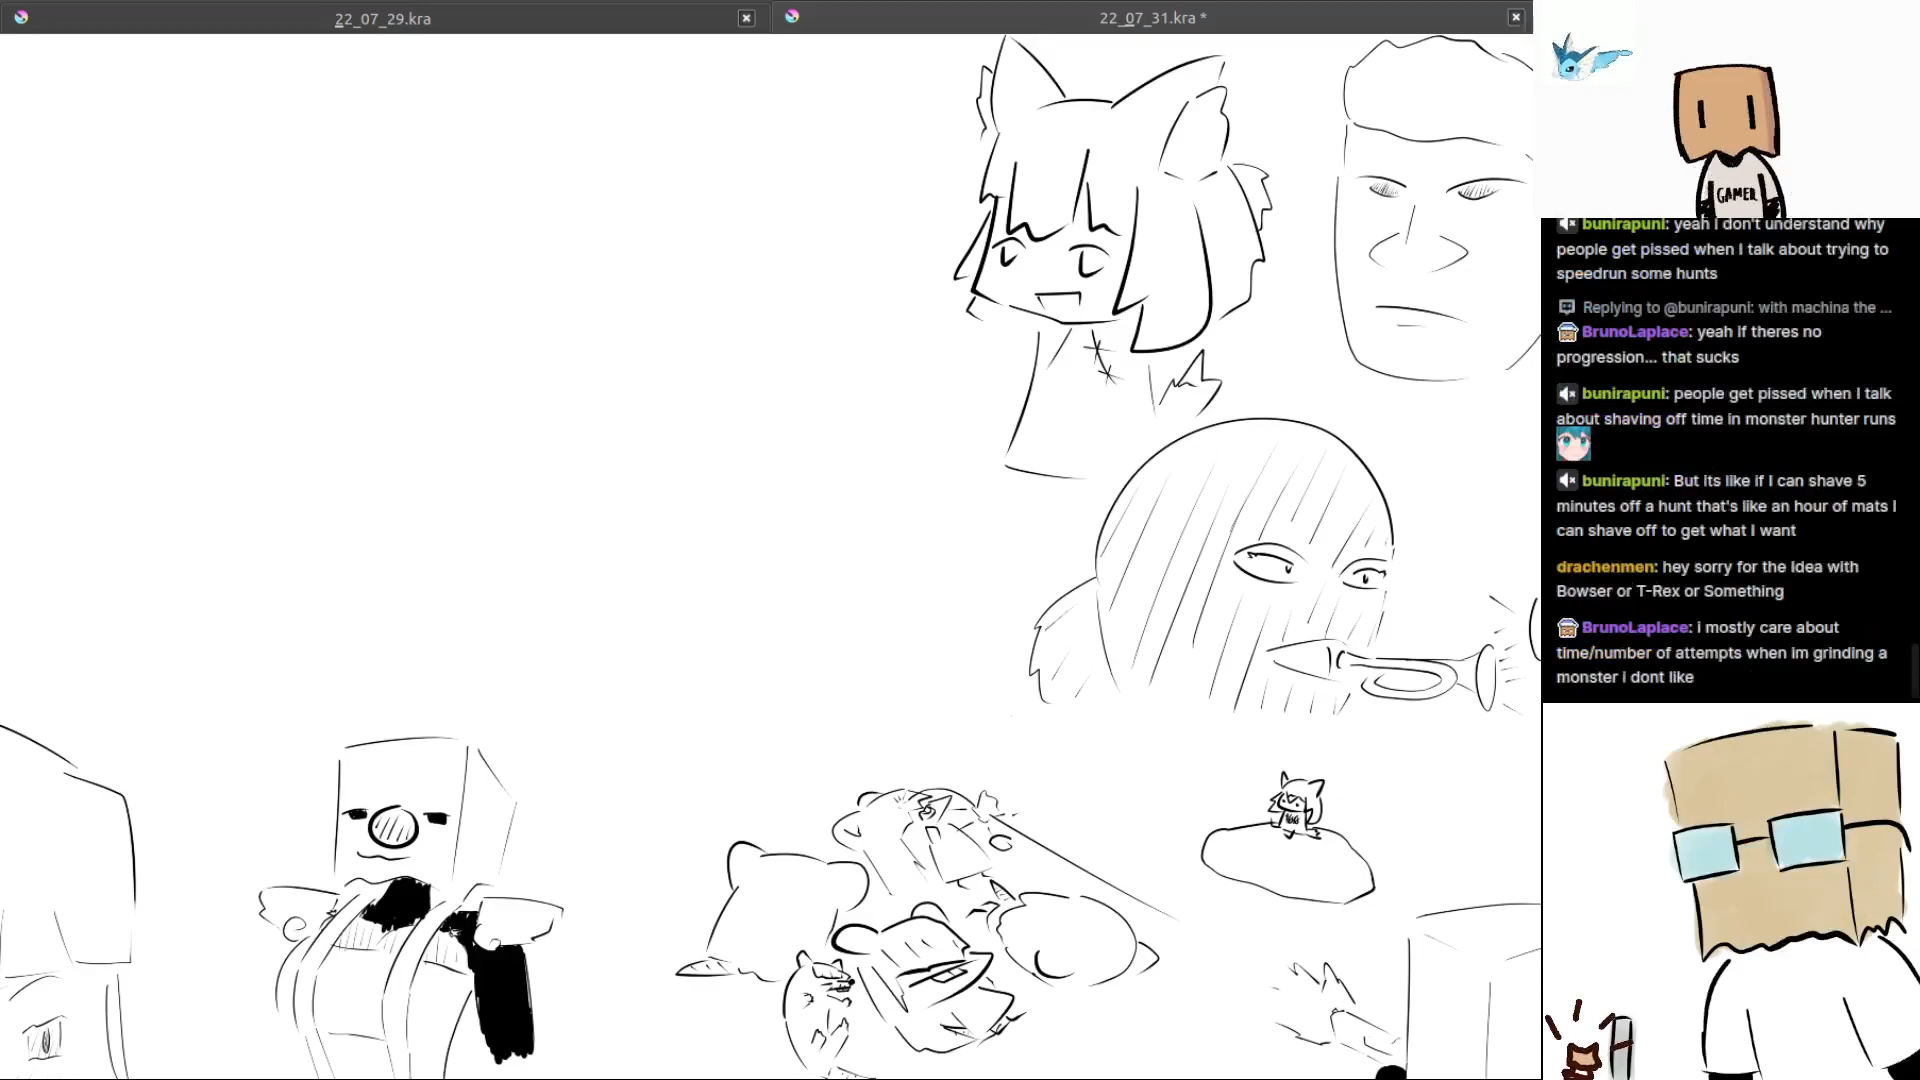 22_07_29.kra
22_07_31.kra *
GAMER
bunirapuni: yeah I don't understand why
people get pissed when I talk about trying to
speedrun some hunts
Replying to @bunirapuni: with machina the ...
BrunoLaplace: yeah if theres no
progression... that sucks
bunirapuni: people get pissed when I talk
about shaving off time in monster hunter runs
bunirapuni: But its like if I can shave 5
minutes off a hunt that's like an hour of mats I
can shave off to get what I want
drachenmen: hey sorry for the Idea with
Bowser or T-Rex or Something
BrunoLaplace: i mostly care about
time/number of attempts when im grinding a
monster i dont like